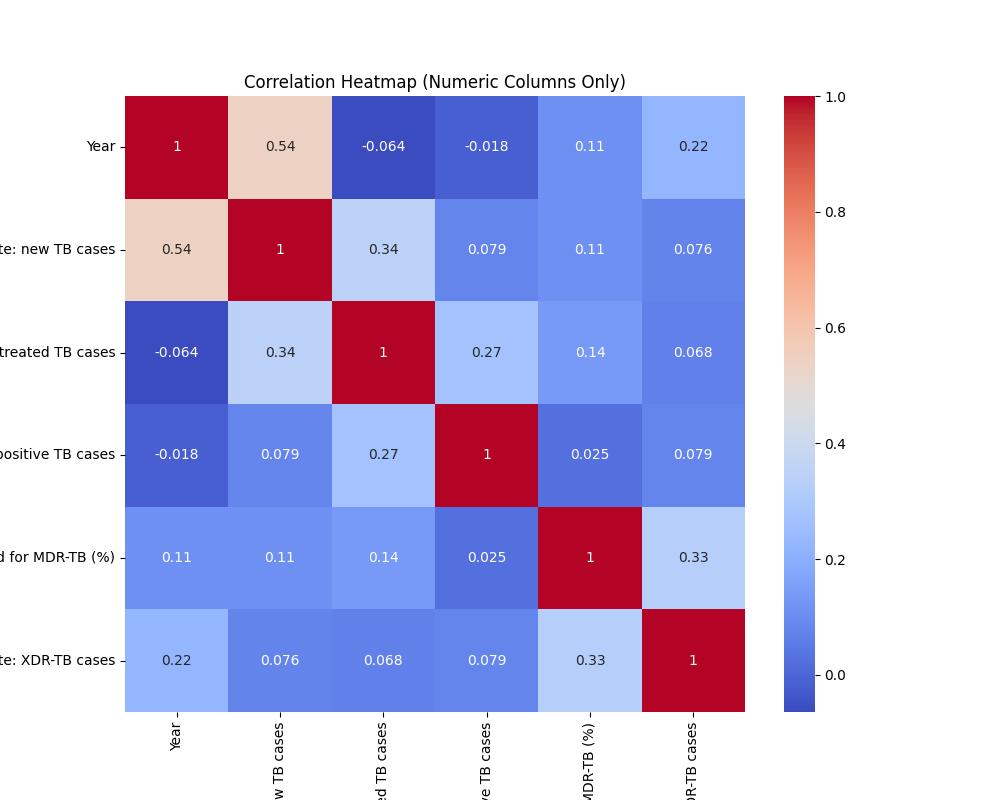 Correlation Heatmap (Numeric Columns Only)
Year 1 0.54 -0.064 -0.018 0.11 0.22
te: new TB cases 0.54 1 0.34 0.079 0.11 0.076
treated TB cases -0.064 0.34 1 0.27 0.14 0.068
positive TB cases -0.018 0.079 0.27 1 0.025 0.079
d for MDR-TB (%) 0.11 0.11 0.14 0.025 1 0.33
te: XDR-TB cases 0.22 0.076 0.068 0.079 0.33 1
Year
w TB cases
ed TB cases
ve TB cases
MDR-TB (%)
DR-TB cases
1.0
0.8
0.6
0.4
0.2
0.0